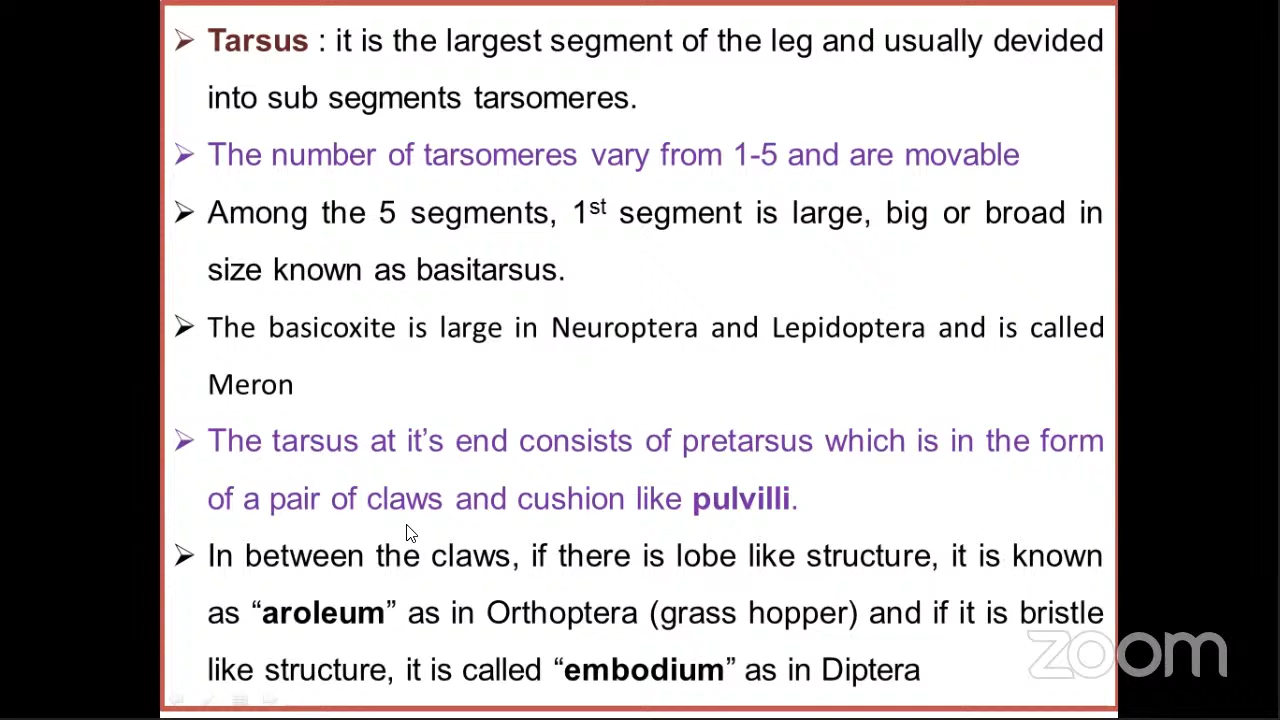 ➢ Tarsus : it is the largest segment of the leg and usually devided
into sub segments tarsomeres.
➢ The number of tarsomeres vary from 1-5 and are movable
➢ Among the 5 segments, 1st segment is large, big or broad in
size known as basitarsus.
➢ The basicoxite is large in Neuroptera and Lepidoptera and is called
Meron
➢ The tarsus at it’s end consists of pretarsus which is in the form
of a pair of claws and cushion like pulvilli.
➢ In between the claws, if there is lobe like structure, it is known
as “aroleum” as in Orthoptera (grass hopper) and if it is bristle
like structure, it is called “embodium” as in Diptera
zoom